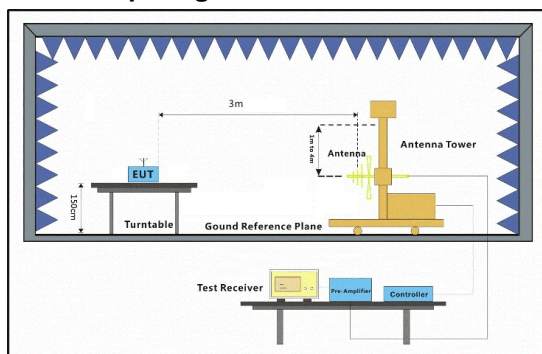 3m
1m to 4m
Antenna
Antenna Tower
EUT
150cm
Turntable
Gound Reference Plane
Test Receiver
Pre-Amplifier
Controller